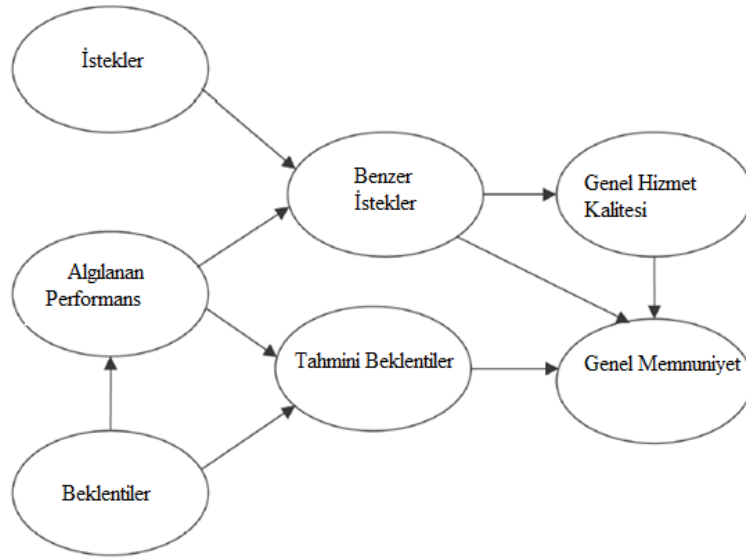 İstekler
Benzer
İstekler
Genel Hizmet
Kalitesi
Algılanan
Performans
Tahmini Beklentiler
Genel Memnuniyet
Beklentiler